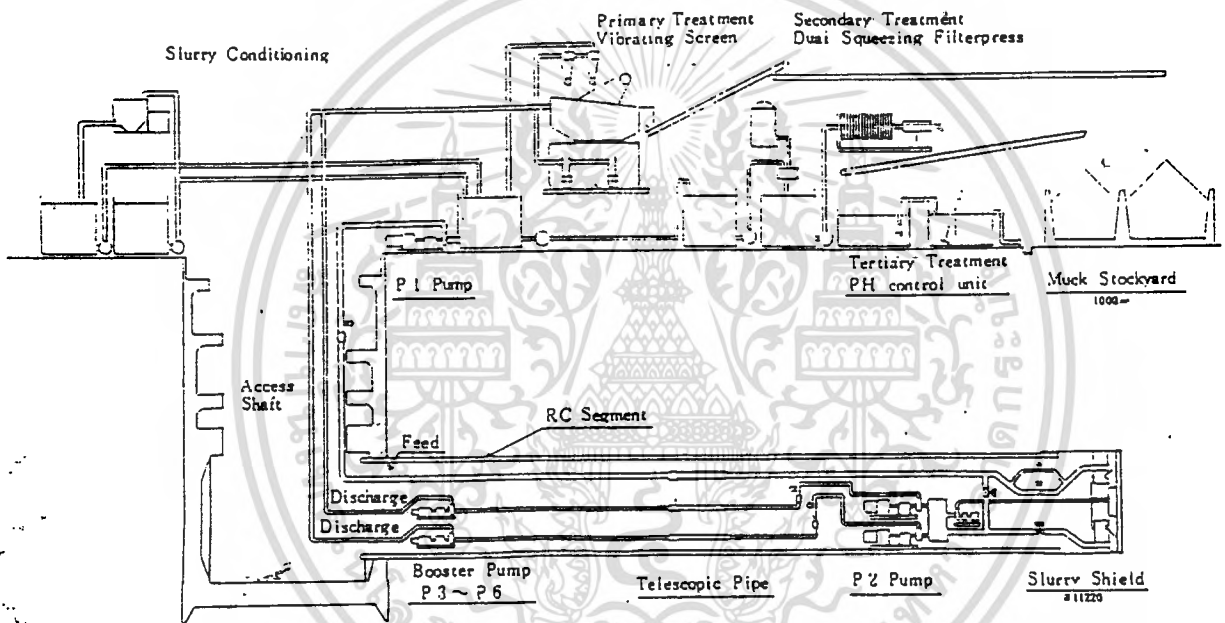 Slurry Conditioning
Primary Treatment
Vibrating Screen
Secondary Treatment
Dual Squeezing Filterpress
P1 Pump
Tertiary Treatment
PH control unit
Muck Stockyard
Access
Shaft
RC Segment
Feed
Discharge
Discharge
Booster Pump
P3~P6
Telescopic Pipe
P2 Pump
Slurry Shield